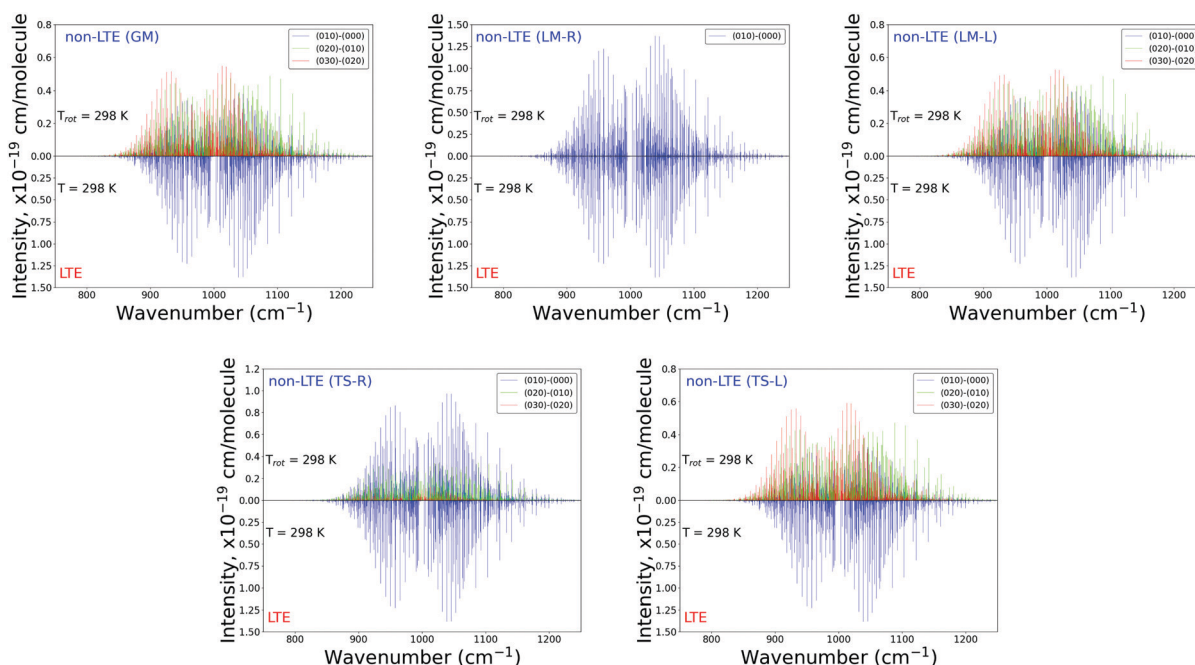 non-LTE (GM)
(010)-(000)
(020)-(010)
(030)-(020)
Intensity, x10⁻¹⁹ cm/molecule
0.8
0.6
0.4
0.2
0.00
0.25
0.50
0.75
1.00
1.25
1.50
Tᵣₒₜ = 298 K
T = 298 K
LTE
800 900 1000 1100 1200
Wavenumber (cm⁻¹)
non-LTE (LM-R)
(010)-(000)
Intensity, x10⁻¹⁹ cm/molecule
1.50
1.25
1.00
0.75
0.50
0.25
0.00
0.25
0.50
0.75
1.00
1.25
1.50
Tᵣₒₜ = 298 K
T = 298 K
LTE
800 900 1000 1100 1200
Wavenumber (cm⁻¹)
non-LTE (LM-L)
(010)-(000)
(020)-(010)
(030)-(020)
Intensity, x10⁻¹⁹ cm/molecule
0.8
0.6
0.4
0.2
0.00
0.25
0.50
0.75
1.00
1.25
1.50
Tᵣₒₜ = 298 K
T = 298 K
LTE
800 900 1000 1100 1200
Wavenumber (cm⁻¹)
non-LTE (TS-R)
(010)-(000)
(020)-(010)
(030)-(020)
Intensity, x10⁻¹⁹ cm/molecule
1.2
1.0
0.8
0.6
0.4
0.2
0.00
0.25
0.50
0.75
1.00
1.25
1.50
Tᵣₒₜ = 298 K
T = 298 K
LTE
800 900 1000 1100 1200
Wavenumber (cm⁻¹)
non-LTE (TS-L)
(010)-(000)
(020)-(010)
(030)-(020)
Intensity, x10⁻¹⁹ cm/molecule
0.8
0.6
0.4
0.2
0.00
0.25
0.50
0.75
1.00
1.25
1.50
Tᵣₒₜ = 298 K
T = 298 K
LTE
800 900 1000 1100 1200
Wavenumber (cm⁻¹)